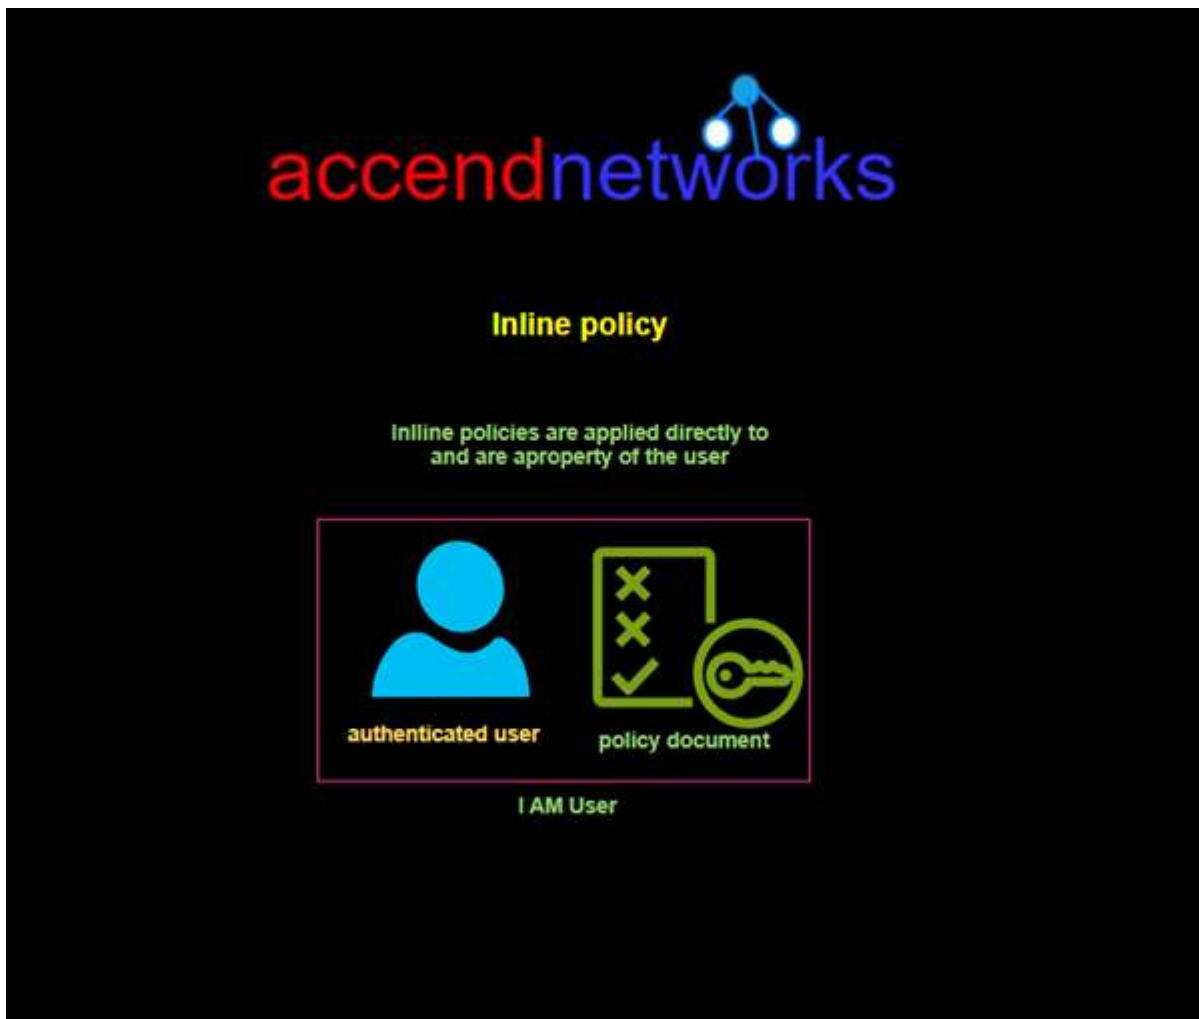 accendnetworks
Inline policy
Inlline policies are applied directly to
and are aproperty of the user
authenticated user
policy document
I AM User